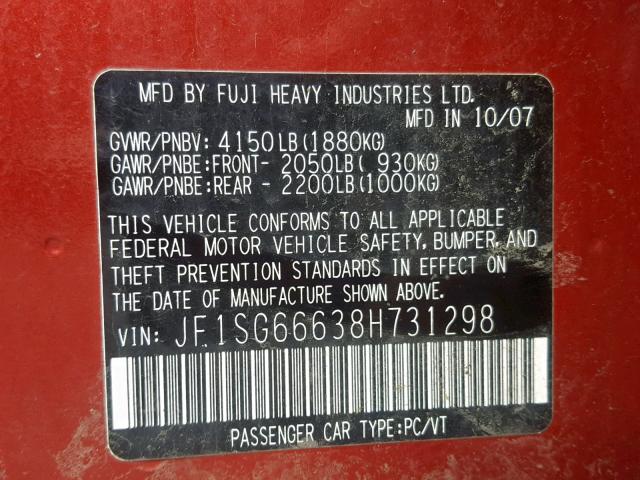 MFD BY FUJI HEAVY INDUSTRIES LTD.
MFD IN 10/07
GVWR/PNBV: 4150LB(1880KG)
GAWR/PNBE:FRONT- 2050LB( 930KG)
GAWR/PNBE:REAR - 2200LB(1000KG)
THIS VEHICLE CONFORMS TO ALL APPLICABLE
FEDERAL MOTOR VEHICLE SAFETY, BUMPER, AND
THEFT PREVENTION STANDARDS IN EFFECT ON
THE DATE OF MANUFACTURE SHOWN ABOVE.
VIN: JF1SG66638H731298
PASSENGER CAR TYPE:PC/VT